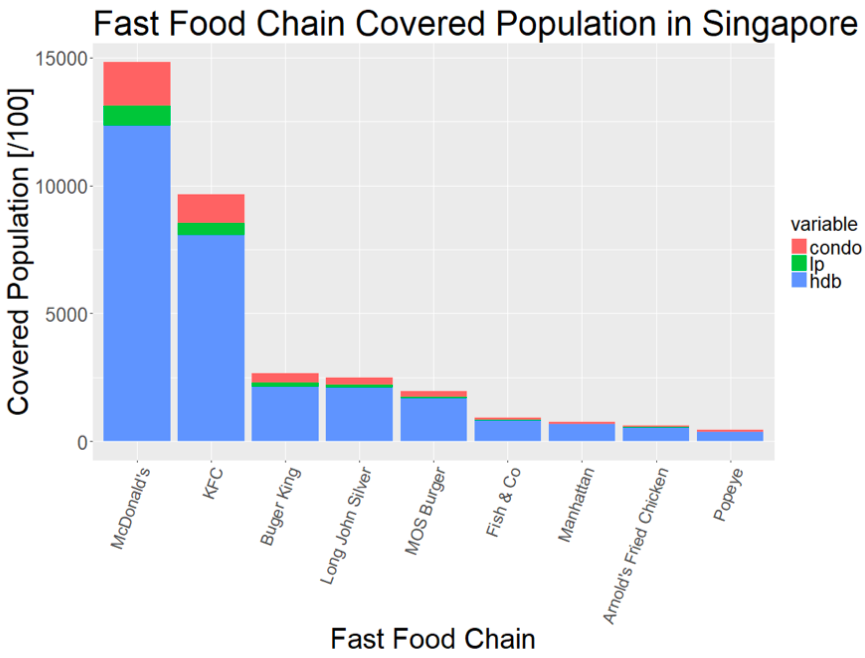 Fast Food Chain Covered Population in Singapore
Covered Population [/100]
15000
10000
5000
0
McDonald's
KFC
Buger King
Long John Silver
MOS Burger
Fish & Co
Manhattan
Arnold's Fried Chicken
Popeye
Fast Food Chain
variable
condo
lp
hdb